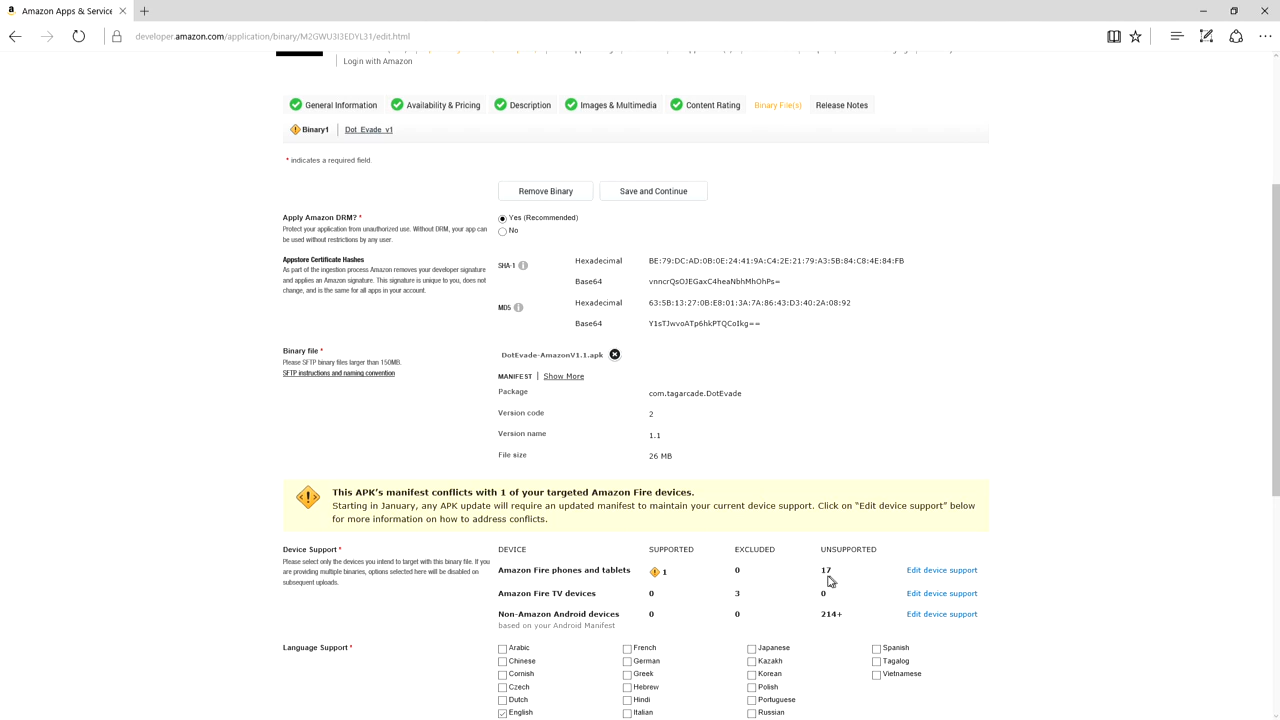 Amazon Apps & Service
developer.amazon.com/application/binary/M2GWU3I3EDYL31/edit.html
Login with Amazon
General Information
Availability & Pricing
Description
Images & Multimedia
Content Rating
Binary File(s)
Release Notes
Binary1
Dot_Evade_v1
* indicates a required field.
Remove Binary
Save and Continue
Apply Amazon DRM? *
Protect your application from unauthorized use. Without DRM, your app can
be used without restrictions by any user.
Yes (Recommended)
No
Appstore Certificate Hashes
As part of the ingestion process Amazon removes your developer signature
and applies an Amazon signature. This signature is unique to you, does not
change, and is the same for all apps in your account.
SHA-1
Hexadecimal
BE:79:DC:AD:0B:0E:24:41:9A:C4:2E:21:79:A3:5B:84:C8:4E:84:FB
Base64
vnncrQsOJEGaxC4heaNbhMhOhPs=
MD5
Hexadecimal
63:5B:13:27:0B:E8:01:3A:7A:86:43:D3:40:2A:08:92
Base64
Y1sTJwvoATp6hkPTQCoIkg==
Binary file *
Please SFTP binary files larger than 150MB.
SFTP instructions and naming convention
DotEvade-AmazonV1.1.apk
MANIFEST | Show More
Package
com.tagarcade.DotEvade
Version code
2
Version name
1.1
File size
26 MB
This APK's manifest conflicts with 1 of your targeted Amazon Fire devices.
Starting in January, any APK update will require an updated manifest to maintain your current device support. Click on "Edit device support" below
for more information on how to address conflicts.
Device Support *
Please select only the devices you intend to target with this binary file. If you
are providing multiple binaries, options selected here will be disabled on
subsequent uploads.
DEVICE SUPPORTED EXCLUDED UNSUPPORTED
Amazon Fire phones and tablets 1 0 17 Edit device support
Amazon Fire TV devices 0 3 0 Edit device support
Non-Amazon Android devices 0 0 214+ Edit device support
based on your Android Manifest
Language Support *
Arabic French Japanese Spanish
Chinese German Kazakh Tagalog
Cornish Greek Korean Vietnamese
Czech Hebrew Polish
Dutch Hindi Portuguese
English Italian Russian